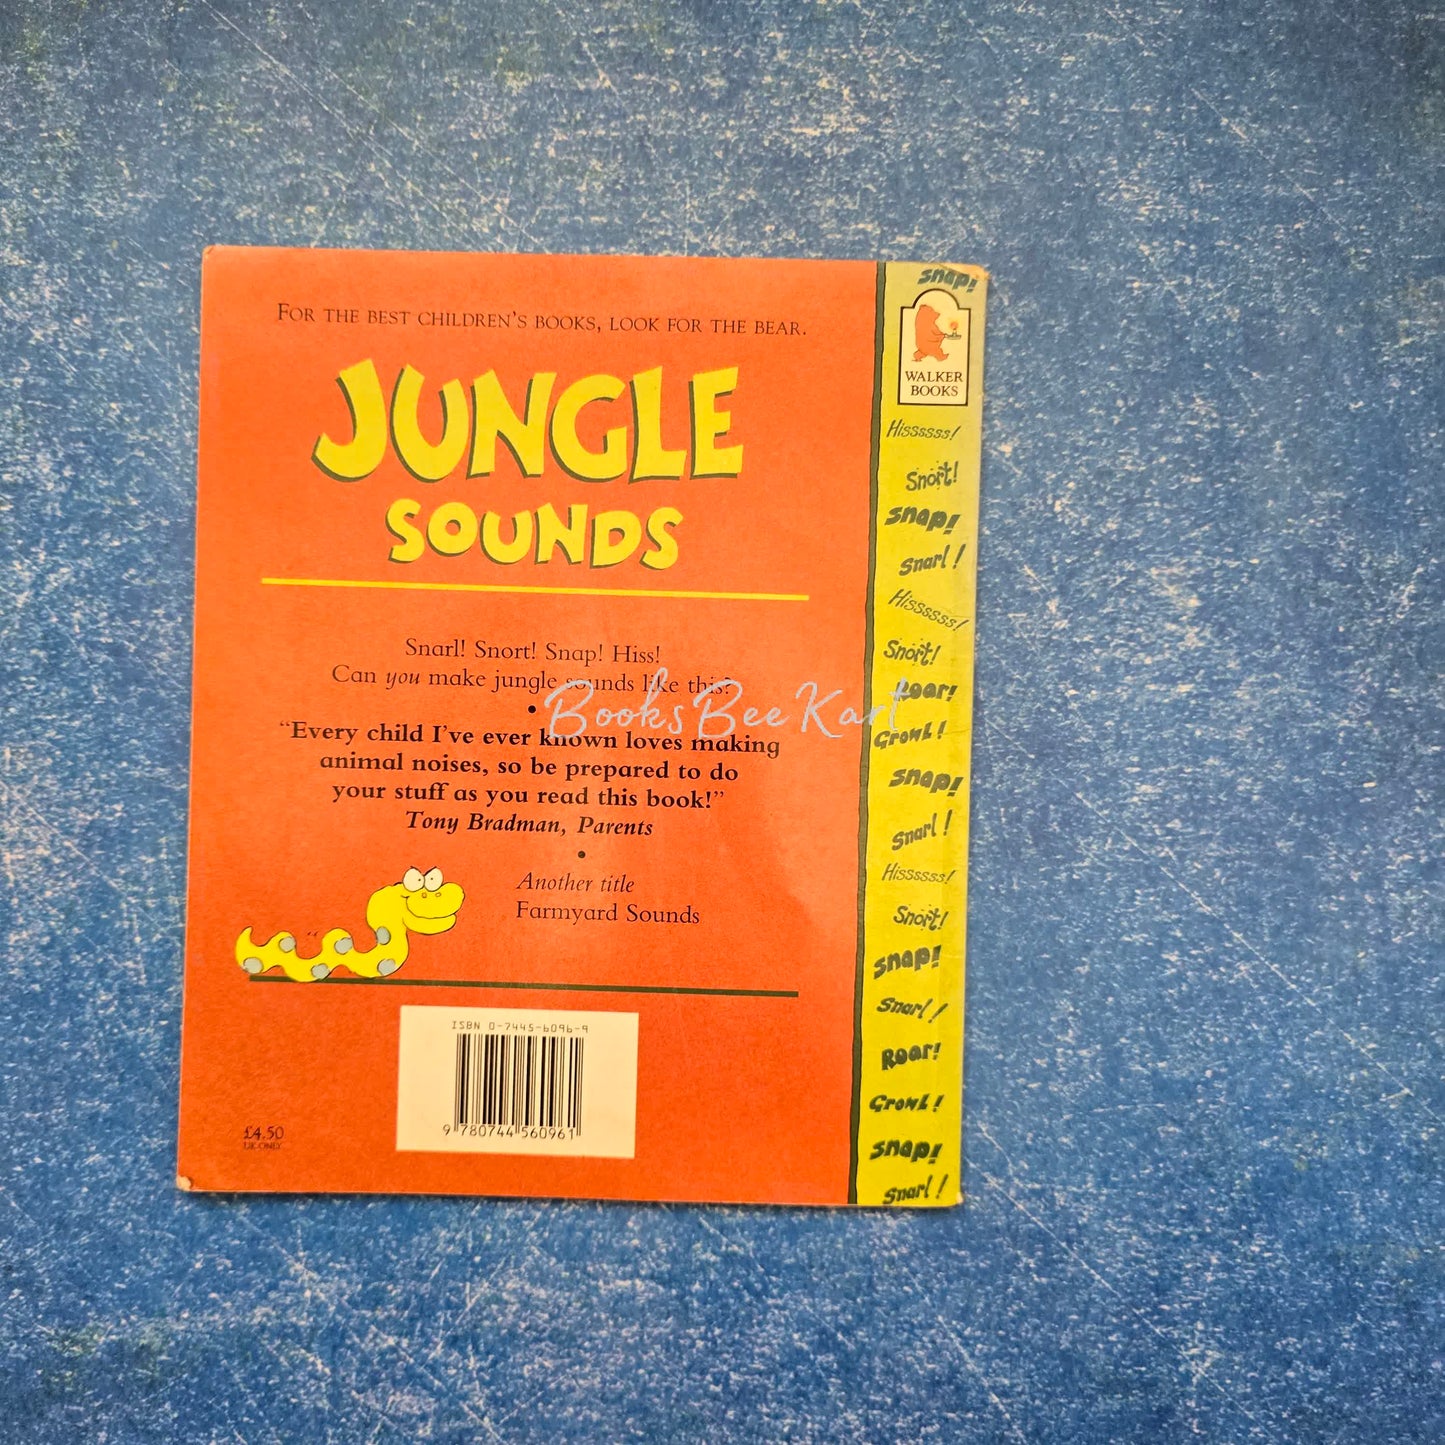 FOR THE BEST CHILDREN'S BOOKS, LOOK FOR THE BEAR.
JUNGLE
SOUNDS
Snarl! Snort! Snap! Hiss!
Can you make jungle sounds like this?
•
“Every child I've ever known loves making
animal noises, so be prepared to do
your stuff as you read this book!”
Tony Bradman, Parents
•
Another title
Farmyard Sounds
ISBN 0-7445-6096-9
9 780744 560961
£4.50
UK ONLY
Snap!
WALKER
BOOKS
Hissssss!
Snort!
Snap!
Snarl!
Hissssss!
Snort!
Roar!
Growl!
Snap!
Snarl!
Hissssss!
Snort!
Snap!
Snarl!
Roar!
Growl!
Snap!
Snarl!
BooksBeeKart